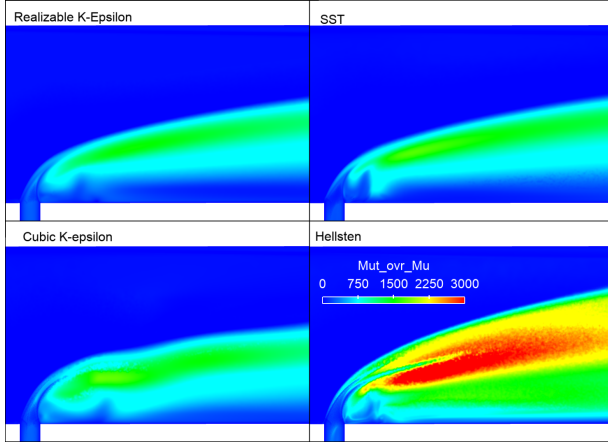 Realizable K-Epsilon
SST
Cubic K-epsilon
Hellsten
Mut_ovr_Mu
0 750 1500 2250 3000